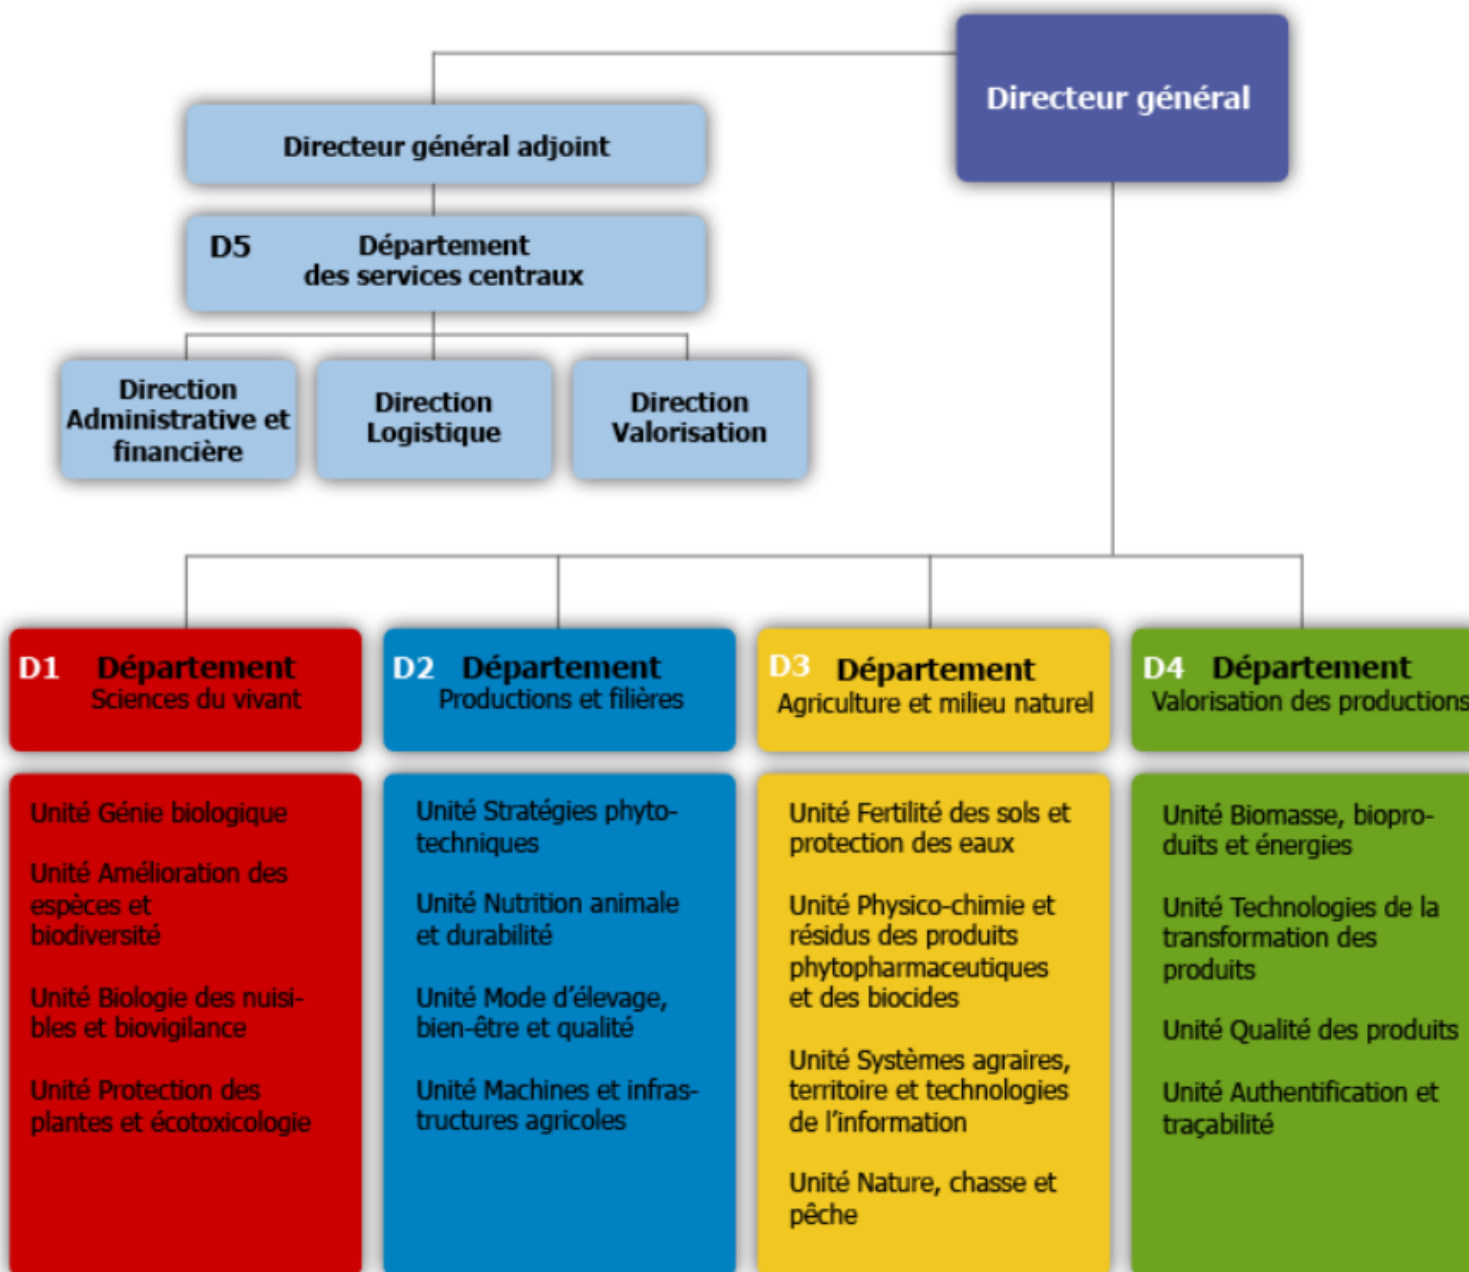 Directeur général
Directeur général adjoint
D5 Département
des services centraux
Direction
Administrative et
financière
Direction
Logistique
Direction
Valorisation
D1 Département
Sciences du vivant
Unité Génie biologique
Unité Amélioration des
espèces et
biodiversité
Unité Biologie des nuisi-
bles et biovigilance
Unité Protection des
plantes et écotoxicologie
D2 Département
Productions et filières
Unité Stratégies phyto-
techniques
Unité Nutrition animale
et durabilité
Unité Mode d'élevage,
bien-être et qualité
Unité Machines et infras-
tructures agricoles
D3 Département
Agriculture et milieu naturel
Unité Fertilité des sols et
protection des eaux
Unité Physico-chimie et
résidus des produits
phytopharmaceutiques
et des biocides
Unité Systèmes agraires,
territoire et technologies
de l'information
Unité Nature, chasse et
pêche
D4 Département
Valorisation des productions
Unité Biomasse, biopro-
duits et énergies
Unité Technologies de la
transformation des
produits
Unité Qualité des produits
Unité Authentification et
traçabilité